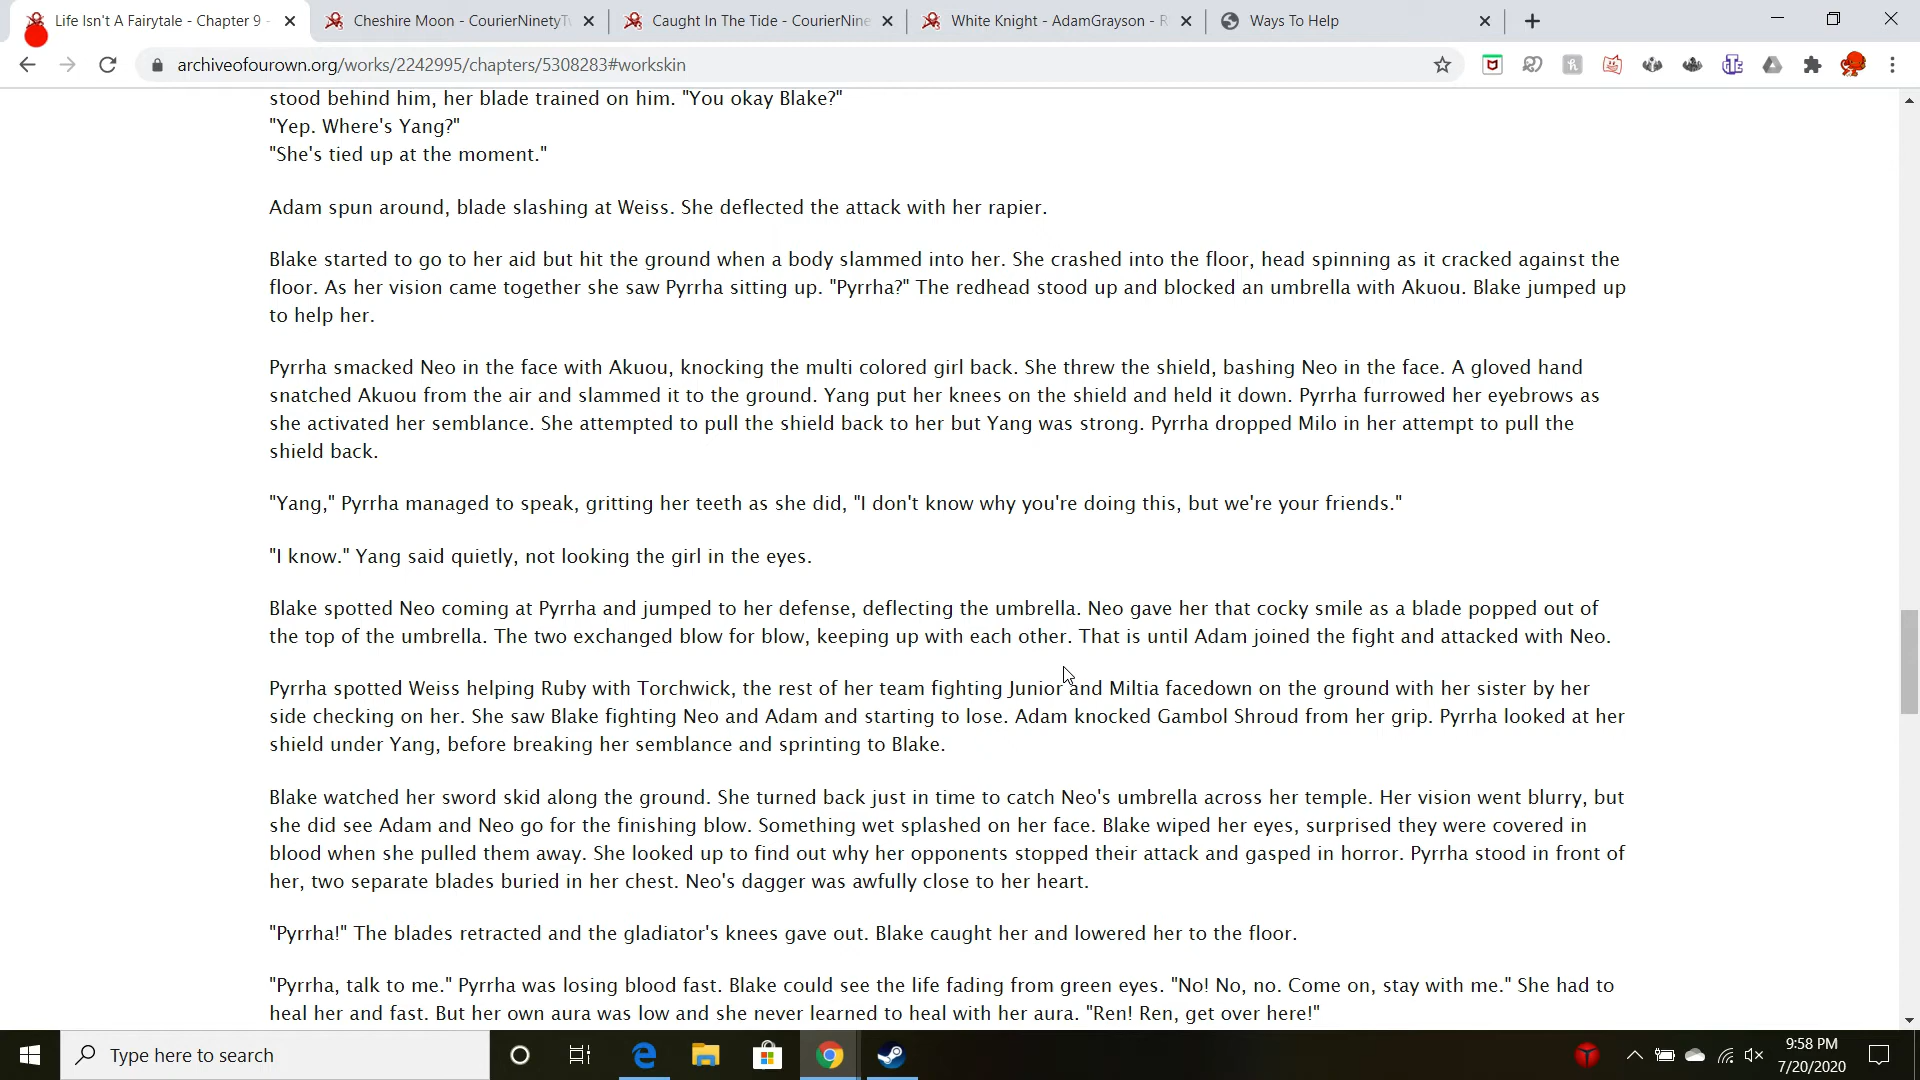 Life Isn't A Fairytale - Chapter 9 -
Cheshire Moon - CourierNinetyTw
Caught In The Tide - CourierNine
White Knight - AdamGrayson - R
Ways To Help
archiveofourown.org/works/2242995/chapters/5308283#workskin
stood behind him, her blade trained on him. "You okay Blake?"
"Yep. Where's Yang?"
"She's tied up at the moment."
Adam spun around, blade slashing at Weiss. She deflected the attack with her rapier.
Blake started to go to her aid but hit the ground when a body slammed into her. She crashed into the floor, head spinning as it cracked against the
floor. As her vision came together she saw Pyrrha sitting up. "Pyrrha?" The redhead stood up and blocked an umbrella with Akuou. Blake jumped up
to help her.
Pyrrha smacked Neo in the face with Akuou, knocking the multi colored girl back. She threw the shield, bashing Neo in the face. A gloved hand
snatched Akuou from the air and slammed it to the ground. Yang put her knees on the shield and held it down. Pyrrha furrowed her eyebrows as
she activated her semblance. She attempted to pull the shield back to her but Yang was strong. Pyrrha dropped Milo in her attempt to pull the
shield back.
"Yang," Pyrrha managed to speak, gritting her teeth as she did, "I don't know why you're doing this, but we're your friends."
"I know." Yang said quietly, not looking the girl in the eyes.
Blake spotted Neo coming at Pyrrha and jumped to her defense, deflecting the umbrella. Neo gave her that cocky smile as a blade popped out of
the top of the umbrella. The two exchanged blow for blow, keeping up with each other. That is until Adam joined the fight and attacked with Neo.
Pyrrha spotted Weiss helping Ruby with Torchwick, the rest of her team fighting Junior and Miltia facedown on the ground with her sister by her
side checking on her. She saw Blake fighting Neo and Adam and starting to lose. Adam knocked Gambol Shroud from her grip. Pyrrha looked at her
shield under Yang, before breaking her semblance and sprinting to Blake.
Blake watched her sword skid along the ground. She turned back just in time to catch Neo's umbrella across her temple. Her vision went blurry, but
she did see Adam and Neo go for the finishing blow. Something wet splashed on her face. Blake wiped her eyes, surprised they were covered in
blood when she pulled them away. She looked up to find out why her opponents stopped their attack and gasped in horror. Pyrrha stood in front of
her, two separate blades buried in her chest. Neo's dagger was awfully close to her heart.
"Pyrrha!" The blades retracted and the gladiator's knees gave out. Blake caught her and lowered her to the floor.
"Pyrrha, talk to me." Pyrrha was losing blood fast. Blake could see the life fading from green eyes. "No! No, no. Come on, stay with me." She had to
heal her and fast. But her own aura was low and she never learned to heal with her aura. "Ren! Ren, get over here!"
Type here to search
9:58 PM
7/20/2020